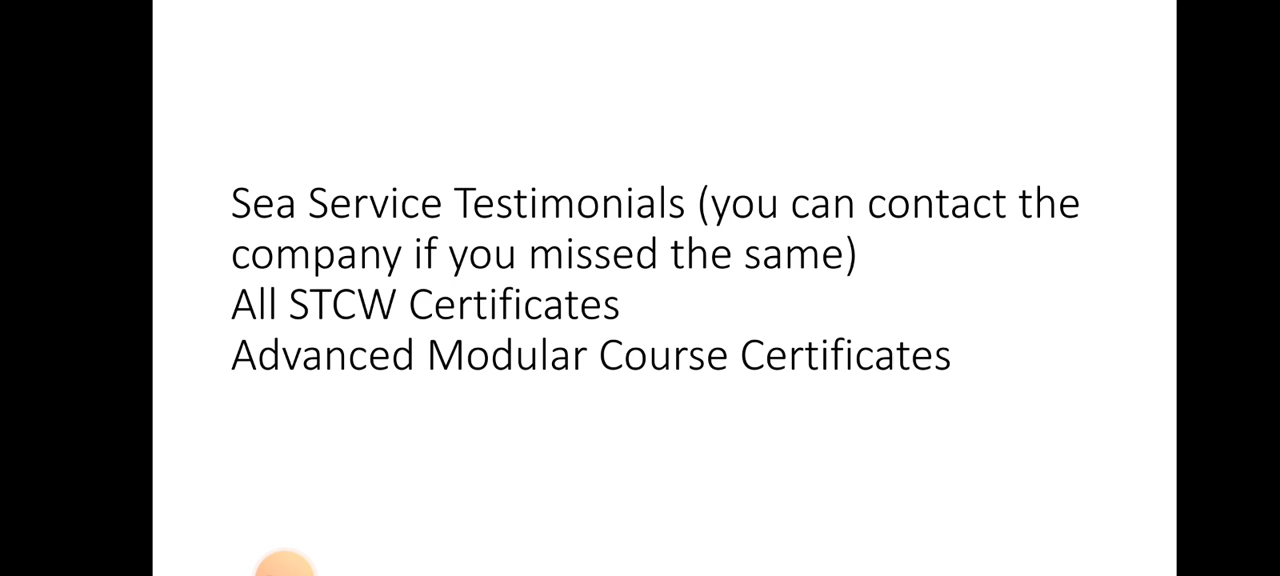 Sea Service Testimonials (you can contact the
company if you missed the same)
All STCW Certificates
Advanced Modular Course Certificates